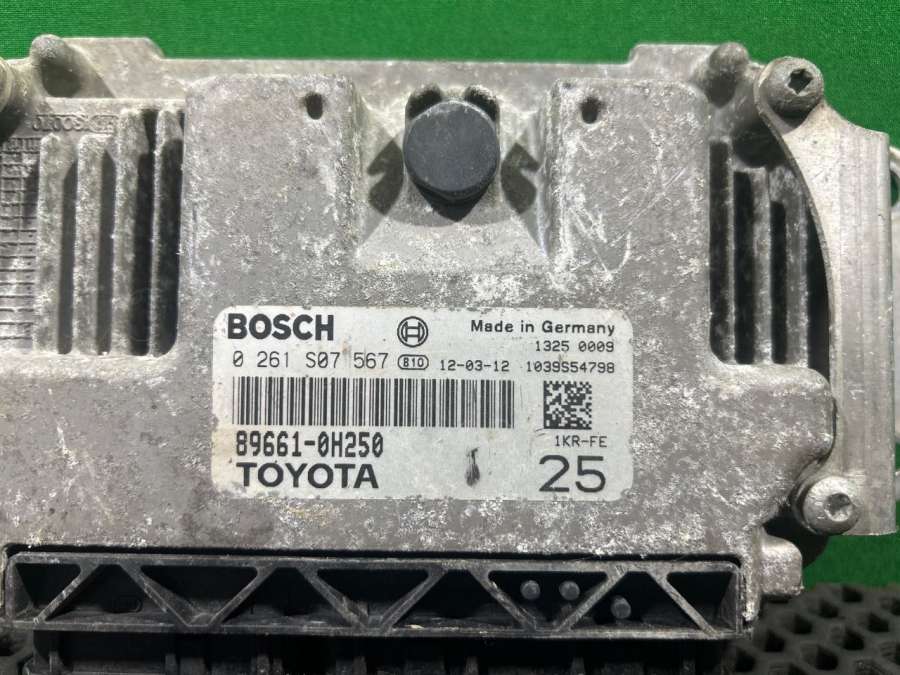 BOSCH Made in Germany
1325 0009
0 261 S07 567 810 12-03-12 1039S54798
89661-0H250 1KR-FE
TOYOTA 25